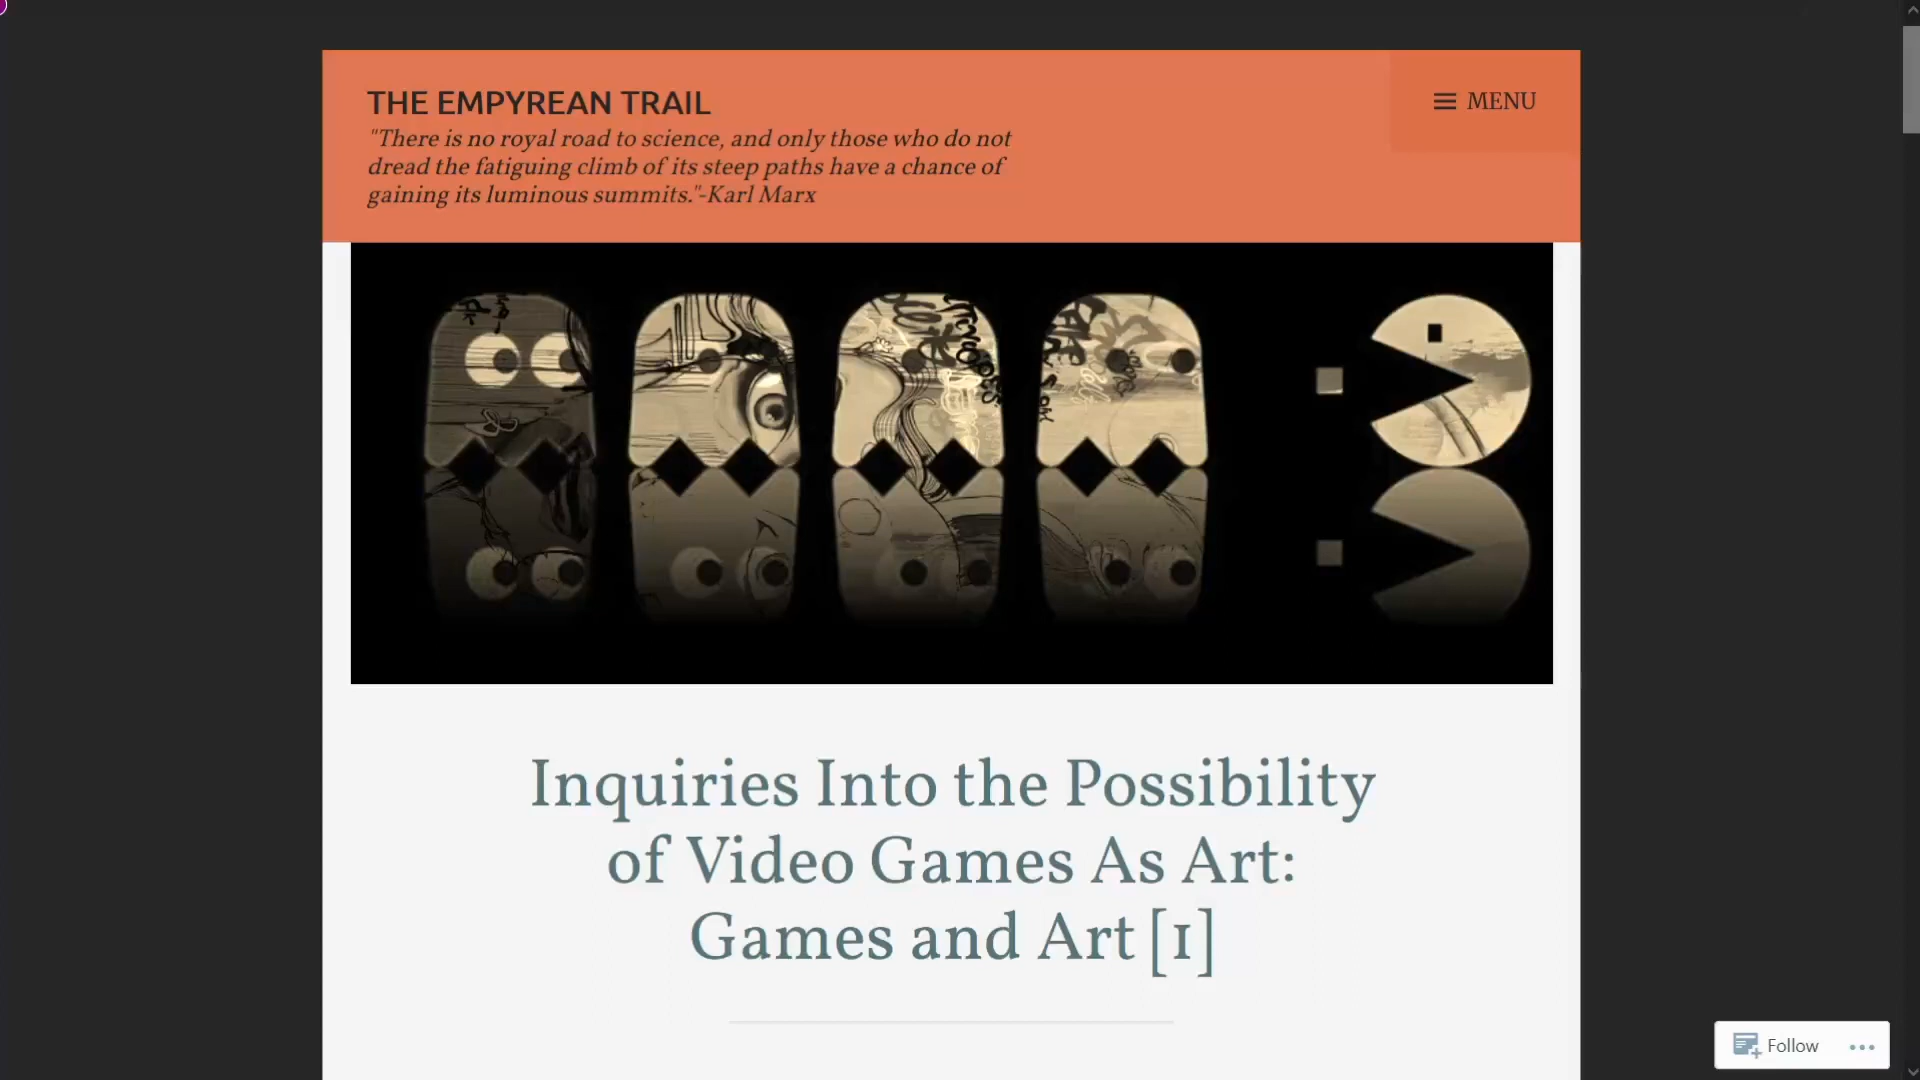 THE EMPYREAN TRAIL
MENU
"There is no royal road to science, and only those who do not
dread the fatiguing climb of its steep paths have a chance of
gaining its luminous summits."-Karl Marx
Inquiries Into the Possibility
of Video Games As Art:
Games and Art [1]
Follow